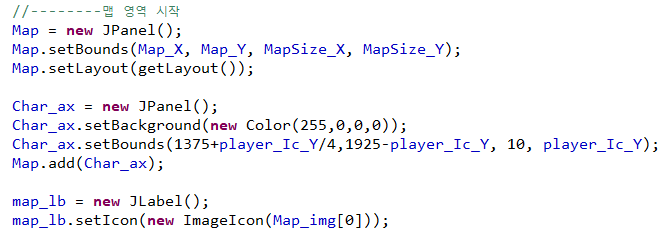 //--------맵 영역 시작
Map = new JPanel();
Map.setBounds(Map_X, Map_Y, MapSize_X, MapSize_Y);
Map.setLayout(getLayout());
Char_ax = new JPanel();
Char_ax.setBackground(new Color(255,0,0,0));
Char_ax.setBounds(1375+player_Ic_Y/4,1925-player_Ic_Y, 10, player_Ic_Y);
Map.add(Char_ax);
map_lb = new JLabel();
map_lb.setIcon(new ImageIcon(Map_img[0]));